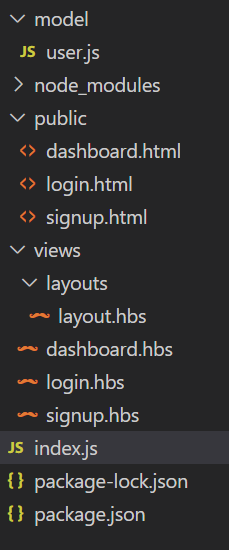 model
JS user.js
node_modules
public
<> dashboard.html
<> login.html
<> signup.html
views
layouts
layout.hbs
dashboard.hbs
login.hbs
signup.hbs
JS index.js
{} package-lock.json
{} package.json